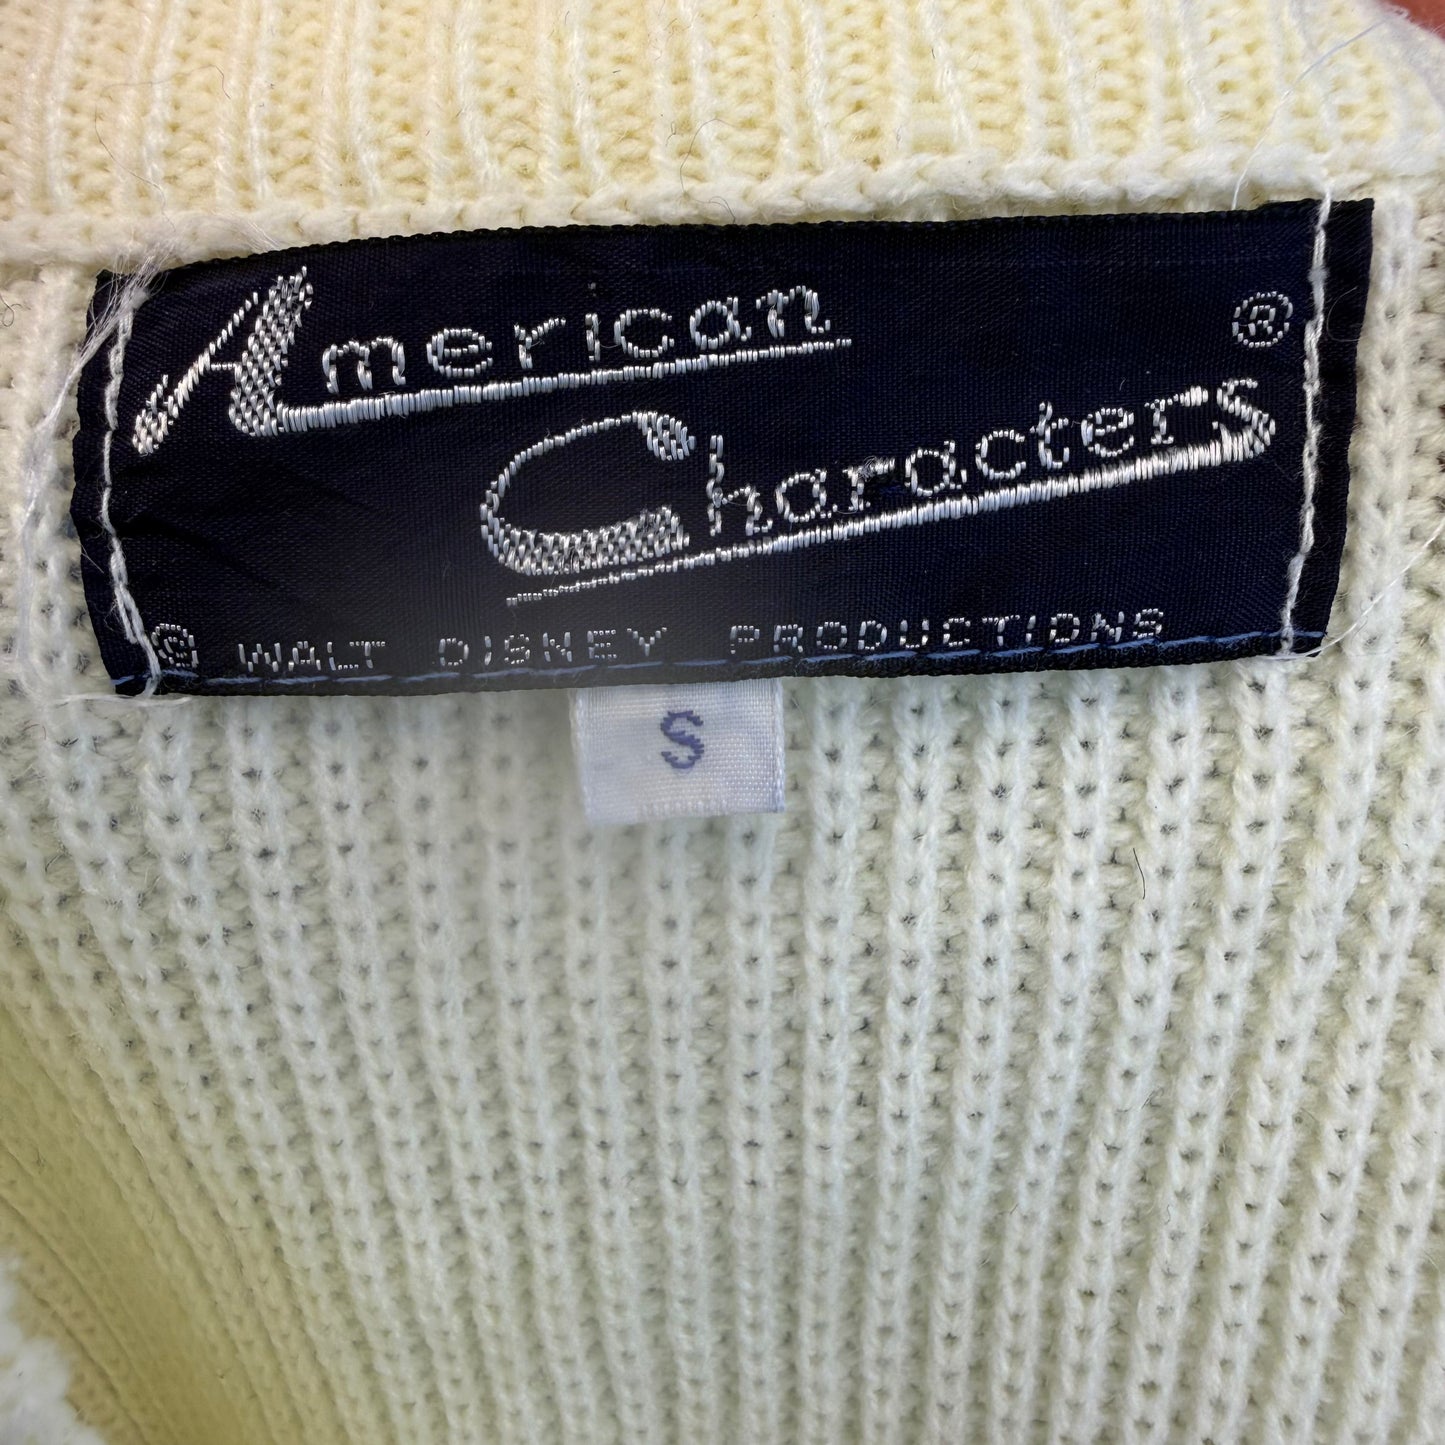 American ®
Characters
© WALT DISNEY PRODUCTIONS
S